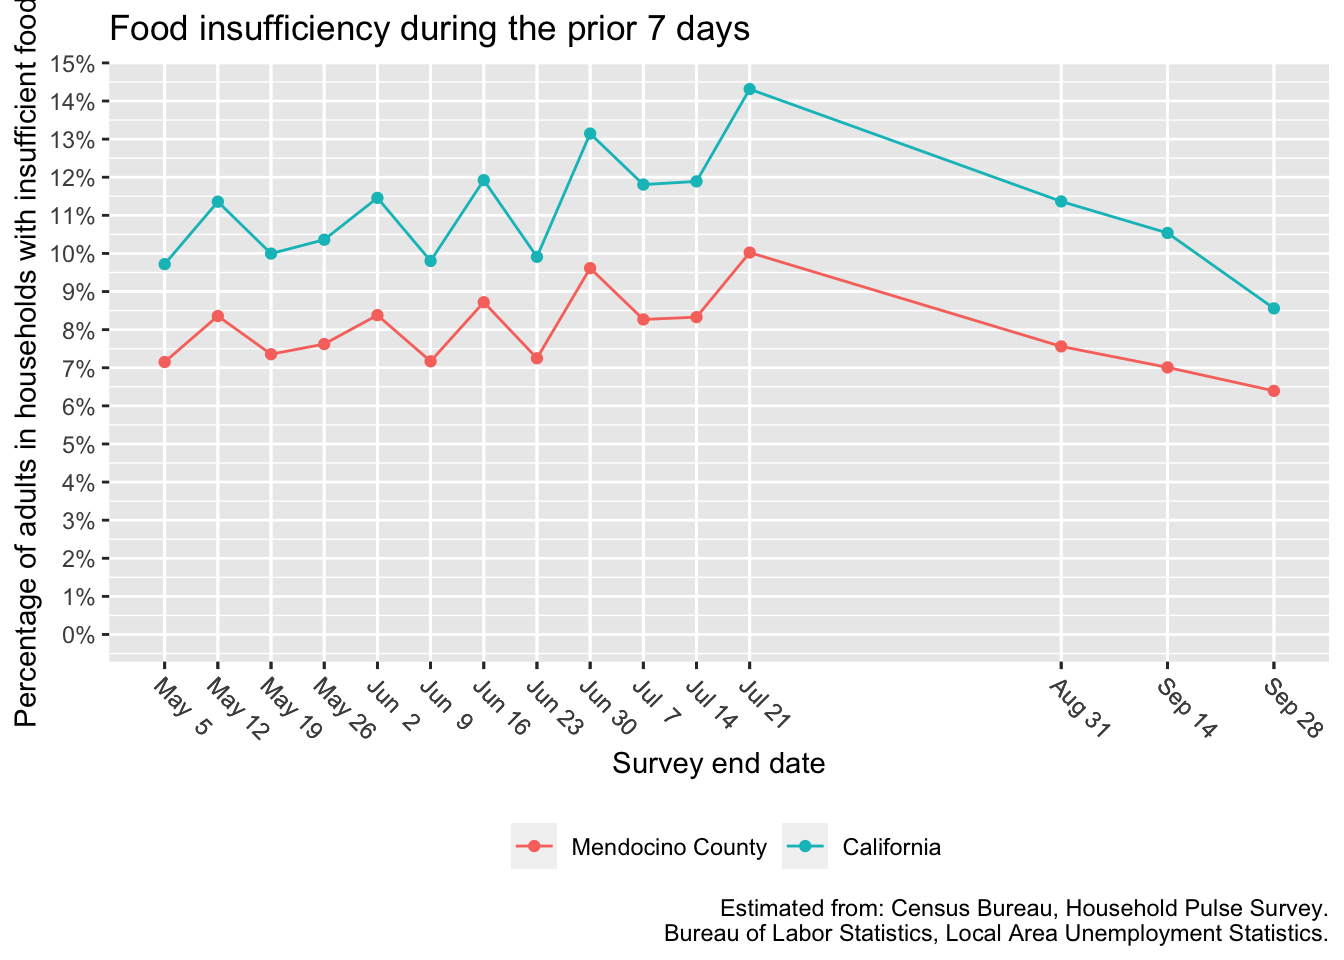 Food insufficiency during the prior 7 days
Percentage of adults in households with insufficient food
15%
14%
13%
12%
11%
10%
9%
8%
7%
6%
5%
4%
3%
2%
1%
0%
May 5
May 12
May 19
May 26
Jun 2
Jun 9
Jun 16
Jun 23
Jun 30
Jul 7
Jul 14
Jul 21
Aug 31
Sep 14
Sep 28
Survey end date
Mendocino County
California
Estimated from: Census Bureau, Household Pulse Survey.
Bureau of Labor Statistics, Local Area Unemployment Statistics.